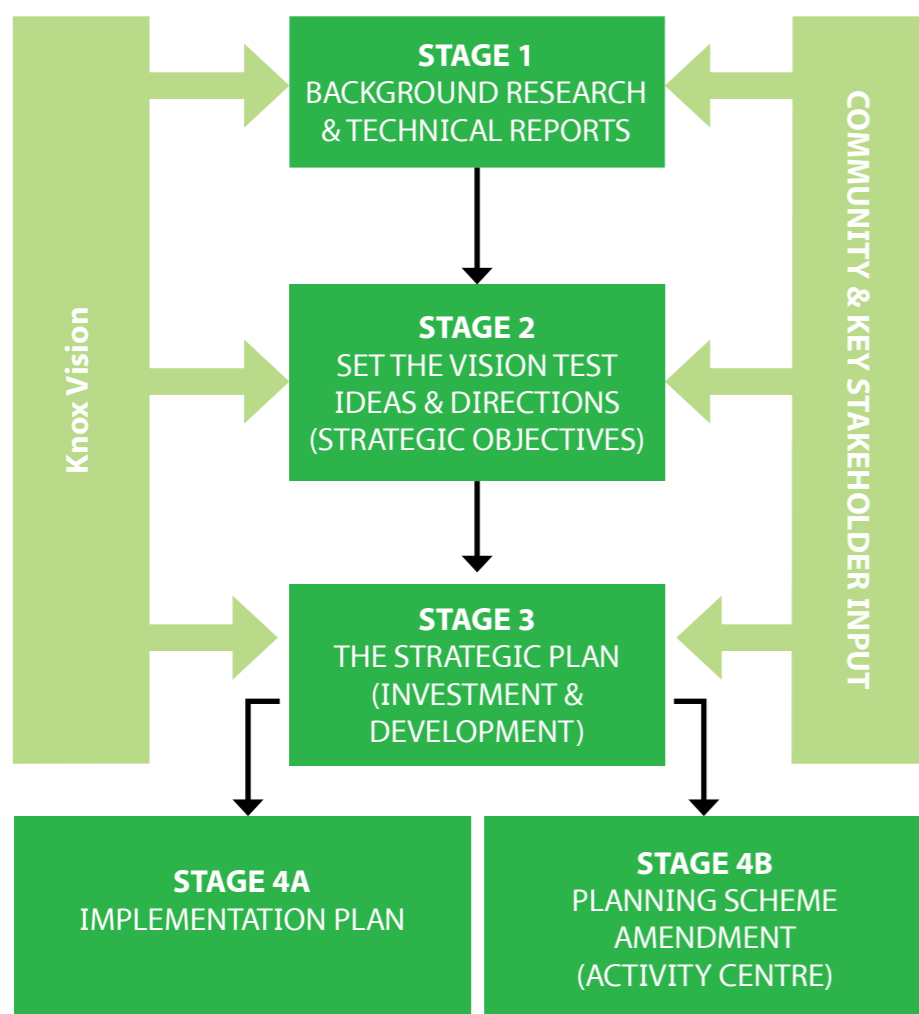 STAGE 1
BACKGROUND RESEARCH
& TECHNICAL REPORTS
Knox Vision
COMMUNITY & KEY STAKEHOLDER INPUT
STAGE 2
SET THE VISION TEST
IDEAS & DIRECTIONS
(STRATEGIC OBJECTIVES)
STAGE 3
THE STRATEGIC PLAN
(INVESTMENT &
DEVELOPMENT)
STAGE 4A
IMPLEMENTATION PLAN
STAGE 4B
PLANNING SCHEME
AMENDMENT
(ACTIVITY CENTRE)